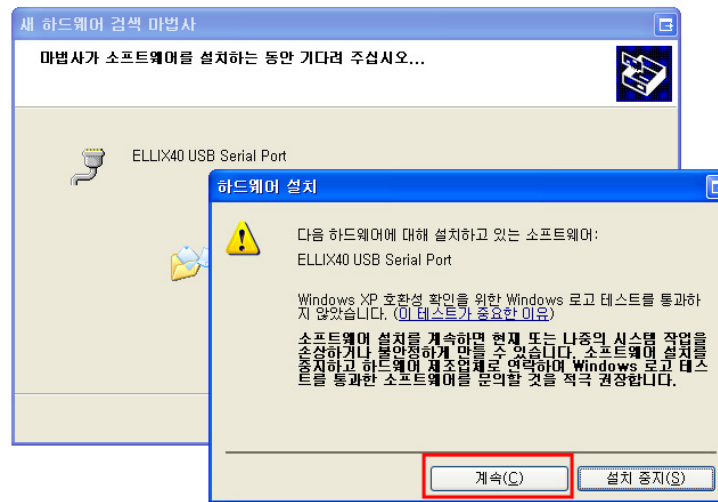 새 하드웨어 검색 마법사
마법사가 소프트웨어를 설치하는 동안 기다려 주십시오...
ELLIX40 USB Serial Port
하드웨어 설치
다음 하드웨어에 대해 설치하고 있는 소프트웨어:
ELLIX40 USB Serial Port
Windows XP 호환성 확인을 위한 Windows 로고 테스트를 통과하
지 않았습니다. (이 테스트가 중요한 이유)
소프트웨어 설치를 계속하면 현재 또는 나중의 시스템 작업을
손상하거나 불안정하게 만들 수 있습니다. 소프트웨어 설치를
중지하고 하드웨어 제조업체로 연락하여 Windows 로고 테스
트를 통과한 소프트웨어를 문의할 것을 적극 권장합니다.
계속(C)
설치 중지(S)